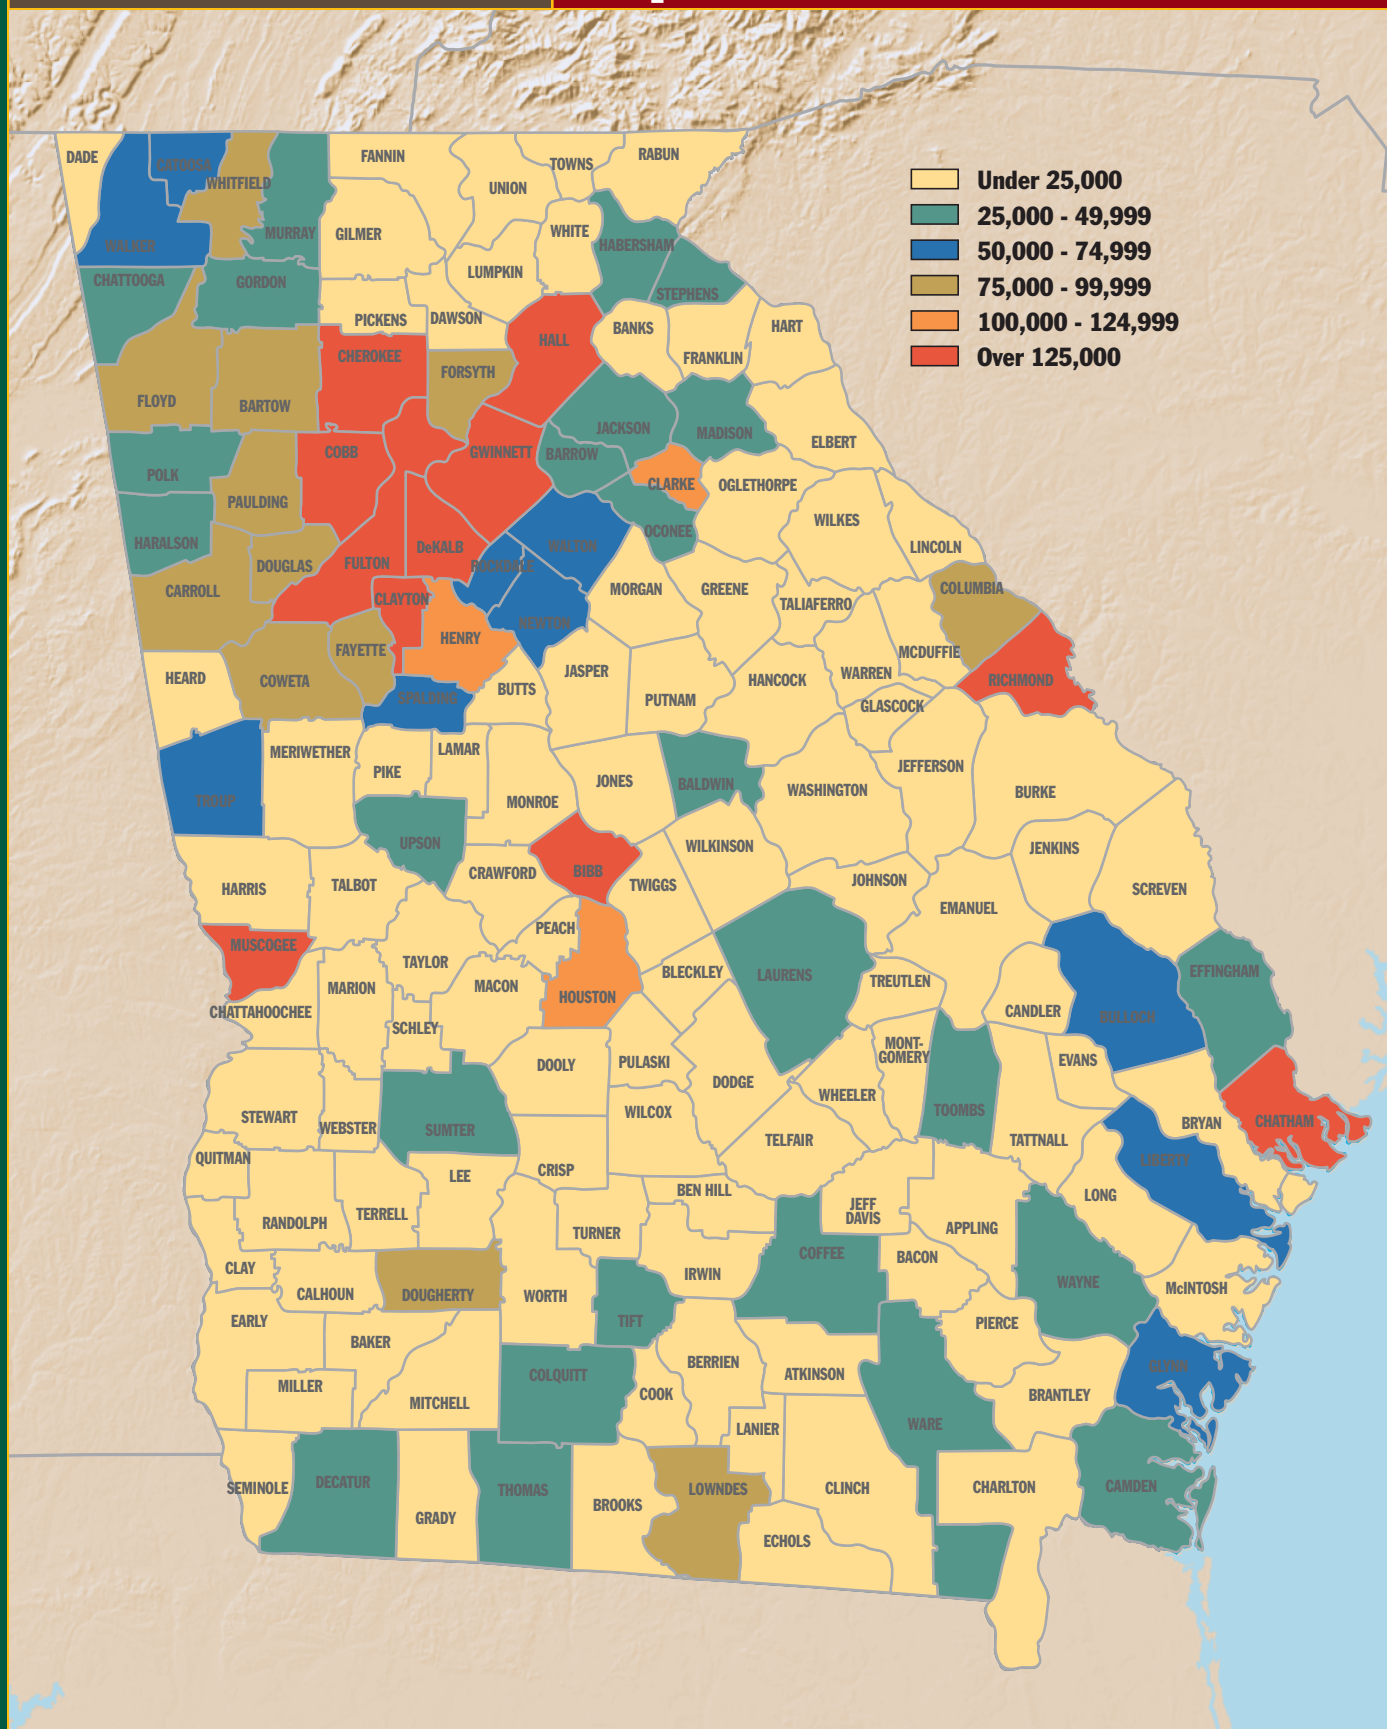 DADE
CATOOSA
WHITFIELD
FANNIN
UNION
TOWNS
RABUN
WALKER
MURRAY
GILMER
WHITE
HABERSHAM
LUMPKIN
CHATTOOGA
GORDON
STEPHENS
PICKENS
DAWSON
BANKS
FRANKLIN
HART
HALL
CHEROKEE
FORSYTH
FLOYD
BARTOW
JACKSON
MADISON
ELBERT
COBB
GWINNETT
BARROW
POLK
PAULDING
CLARKE
OGLETHORPE
WILKES
LINCOLN
HARALSON
OCONEE
DeKALB
WALTON
DOUGLAS
FULTON
ROCKDALE
CARROLL
CLAYTON
MORGAN
GREENE
TALIAFERRO
COLUMBIA
HENRY
NEWTON
FAYETTE
MCDUFFIE
HEARD
COWETA
SPALDING
BUTTS
JASPER
PUTNAM
HANCOCK
WARREN
RICHMOND
GLASCOCK
MERIWETHER
PIKE
LAMAR
TROUP
MONROE
JONES
BALDWIN
WASHINGTON
JEFFERSON
BURKE
UPSON
WILKINSON
JENKINS
HARRIS
TALBOT
CRAWFORD
BIBB
TWIGGS
JOHNSON
SCREVEN
EMANUEL
MUSCOGEE
TAYLOR
PEACH
MARION
MACON
HOUSTON
BLECKLEY
LAURENS
TREUTLEN
EFFINGHAM
CHATTAHOOCHEE
SCHLEY
CANDLER
BULLOCH
MONT-
GOMERY
DOOLY
PULASKI
DODGE
WHEELER
EVANS
STEWART
WEBSTER
SUMTER
WILCOX
TELFAIR
TOOMBS
TATTNALL
BRYAN
CHATHAM
QUITMAN
LEE
CRISP
LIBERTY
RANDOLPH
TERRELL
BEN HILL
JEFF
DAVIS
APPLING
LONG
TURNER
CLAY
CALHOUN
DOUGHERTY
WORTH
IRWIN
COFFEE
BACON
WAYNE
McINTOSH
EARLY
BAKER
TIFT
PIERCE
MILLER
MITCHELL
COLQUITT
COOK
BERRIEN
ATKINSON
BRANTLEY
GLYNN
LANIER
WARE
SEMINOLE
DECATUR
GRADY
THOMAS
BROOKS
LOWNDES
CLINCH
CHARLTON
CAMDEN
ECHOLS
Under 25,000
25,000 - 49,999
50,000 - 74,999
75,000 - 99,999
100,000 - 124,999
Over 125,000